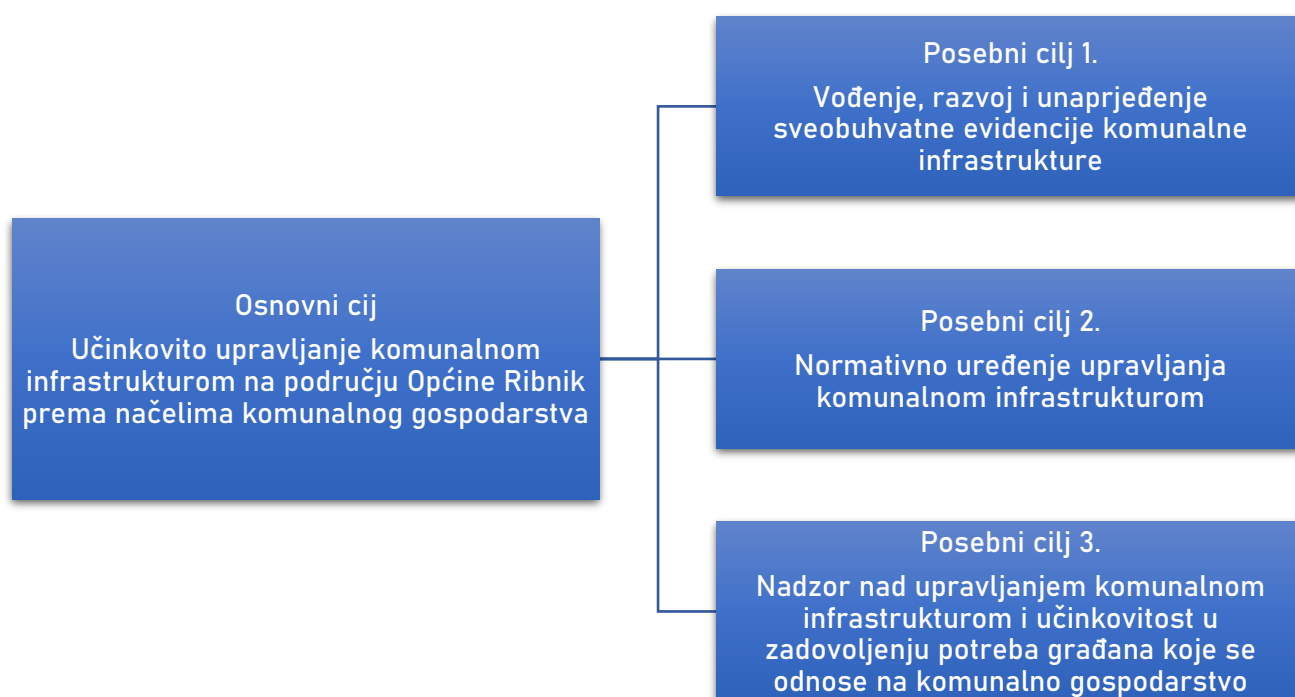 Posebni cilj 1.
Vođenje, razvoj i unaprjeđenje
sveobuhvatne evidencije komunalne
infrastrukture
Osnovni cij
Učinkovito upravljanje komunalnom
infrastrukturom na području Općine Ribnik
prema načelima komunalnog gospodarstva
Posebni cilj 2.
Normativno uređenje upravljanja
komunalnom infrastrukturom
Posebni cilj 3.
Nadzor nad upravljanjem komunalnom
infrastrukturom i učinkovitost u
zadovoljenju potreba građana koje se
odnose na komunalno gospodarstvo